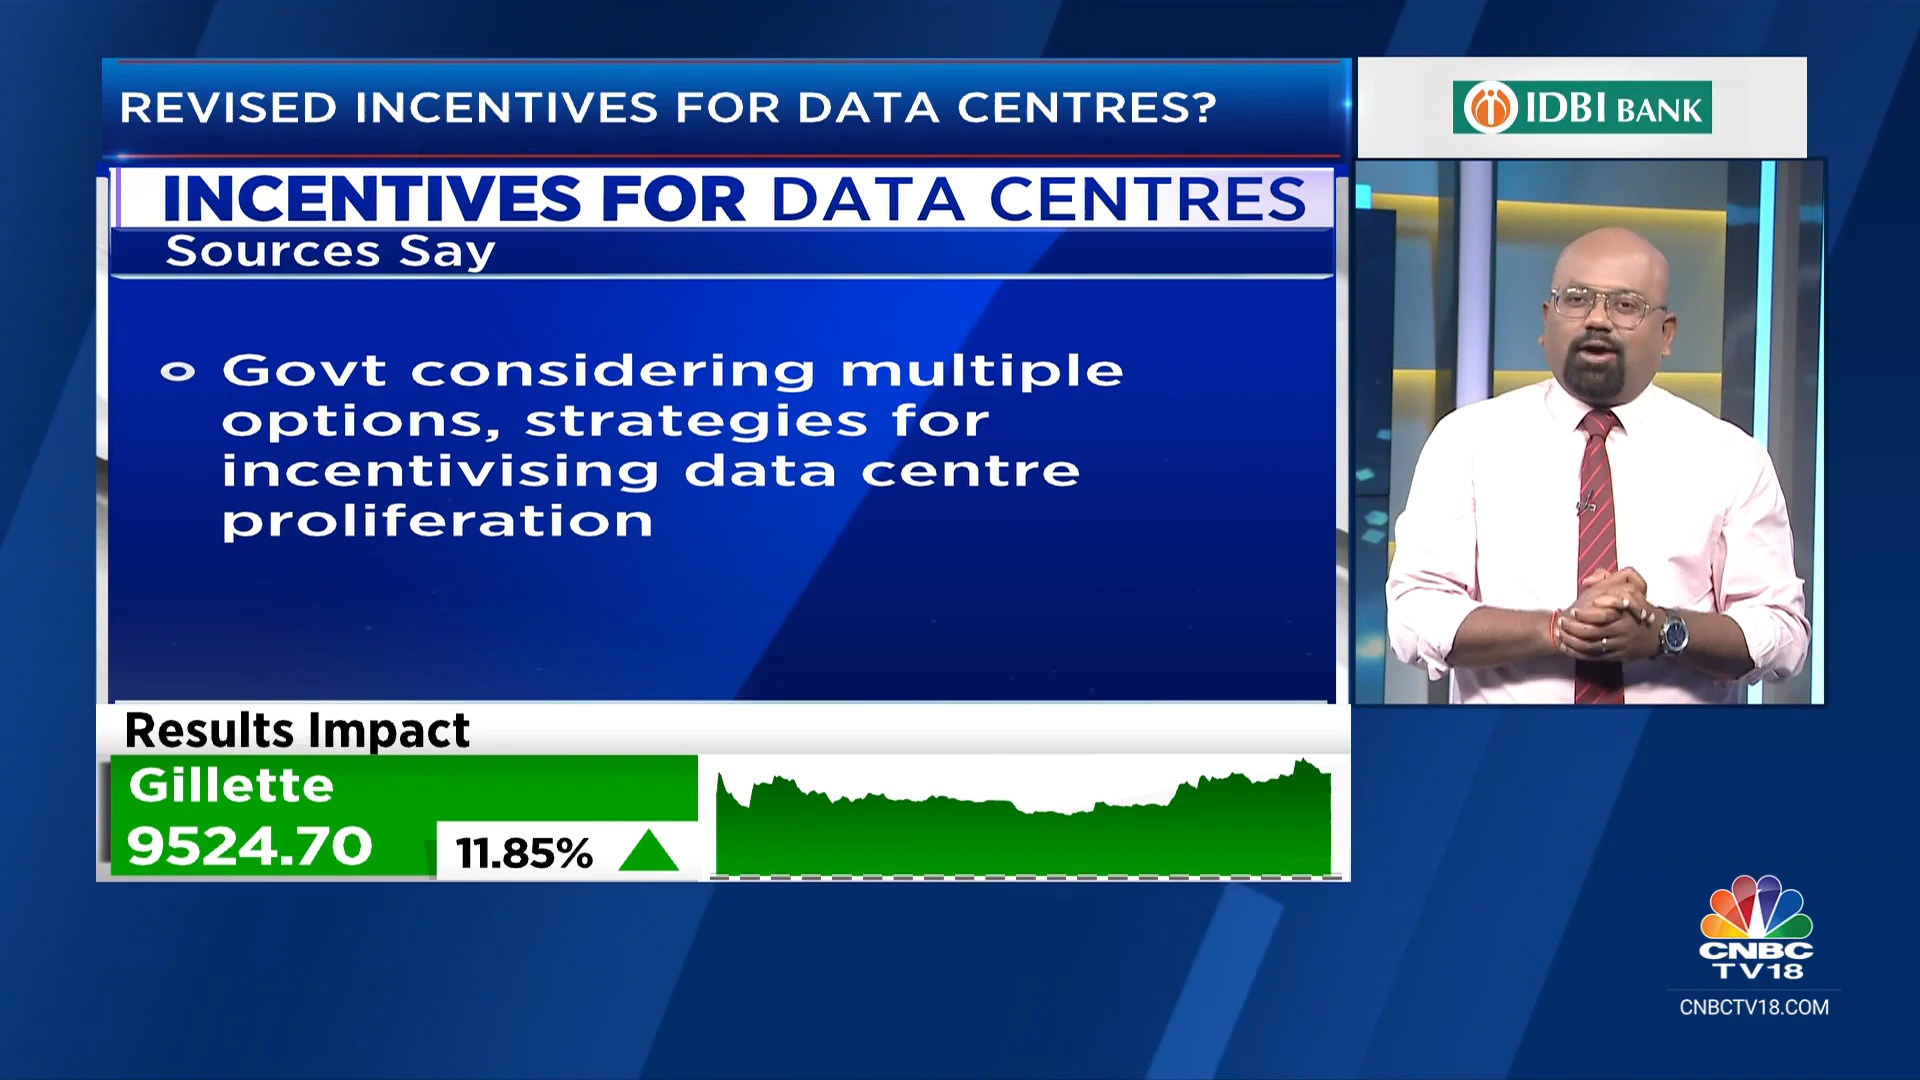 REVISED INCENTIVES FOR DATA CENTRES?
IDBI BANK
INCENTIVES FOR DATA CENTRES
Sources Say
Govt considering multiple
options, strategies for
incentivising data centre
proliferation
Results Impact
Gillette
9524.70
11.85%
CNBC
TV18
CNBCTV18.COM